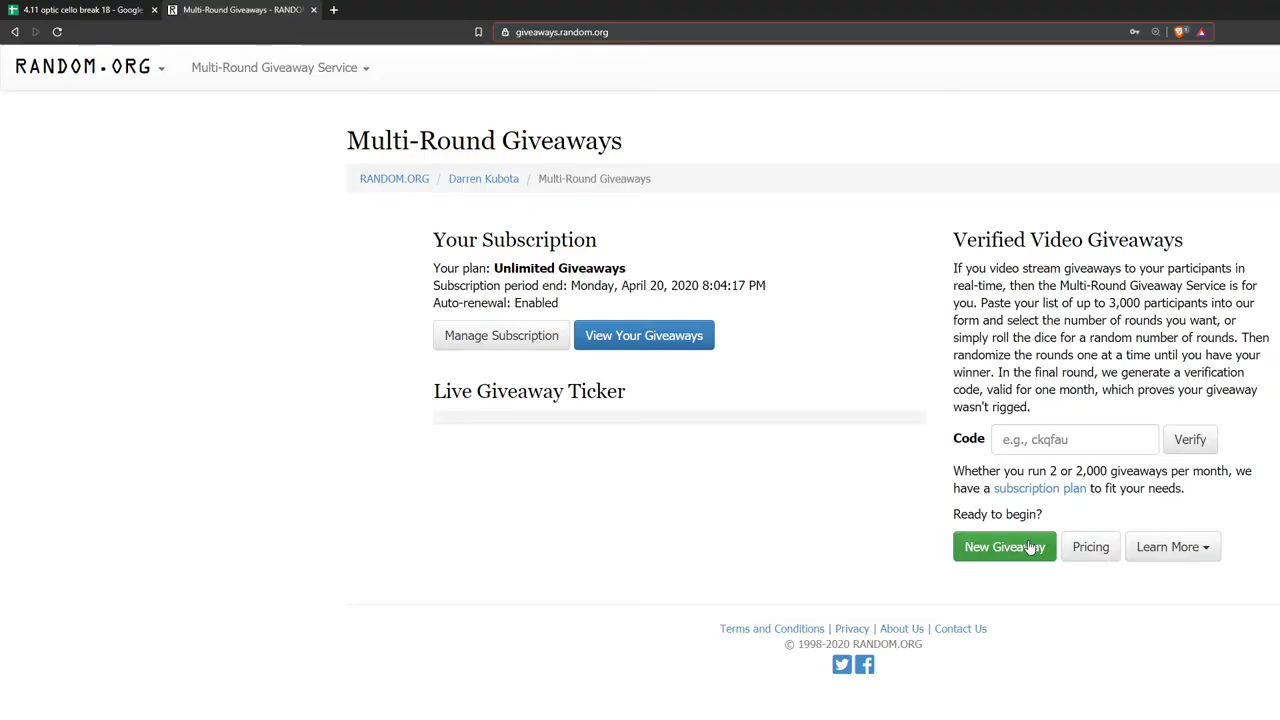 4.11 optic cello break 18 - Google
Multi-Round Giveaways - RANDO
giveaways.random.org
RANDOM.ORG
Multi-Round Giveaway Service
Multi-Round Giveaways
RANDOM.ORG / Darren Kubota / Multi-Round Giveaways
Your Subscription
Your plan: Unlimited Giveaways
Subscription period end: Monday, April 20, 2020 8:04:17 PM
Auto-renewal: Enabled
Manage Subscription
View Your Giveaways
Live Giveaway Ticker
Verified Video Giveaways
If you video stream giveaways to your participants in
real-time, then the Multi-Round Giveaway Service is for
you. Paste your list of up to 3,000 participants into our
form and select the number of rounds you want, or
simply roll the dice for a random number of rounds. Then
randomize the rounds one at a time until you have your
winner. In the final round, we generate a verification
code, valid for one month, which proves your giveaway
wasn't rigged.
Code
e.g., ckqfau
Verify
Whether you run 2 or 2,000 giveaways per month, we
have a subscription plan to fit your needs.
Ready to begin?
New Giveaway
Pricing
Learn More
Terms and Conditions | Privacy | About Us | Contact Us
© 1998-2020 RANDOM.ORG